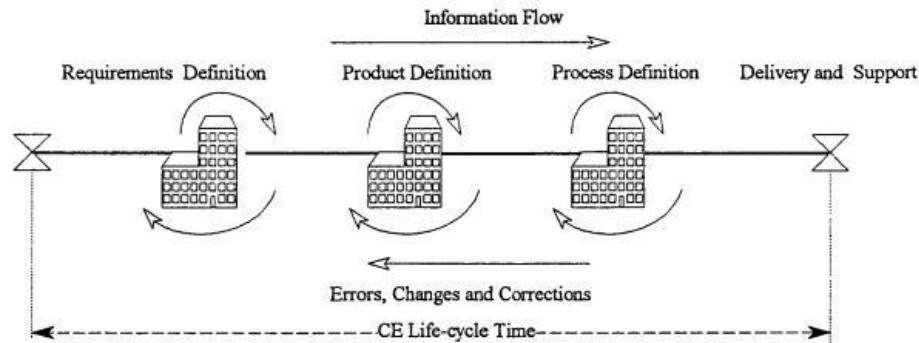 Information Flow
Requirements Definition
Product Definition
Process Definition
Delivery and Support
Errors, Changes and Corrections
CE Life-cycle Time